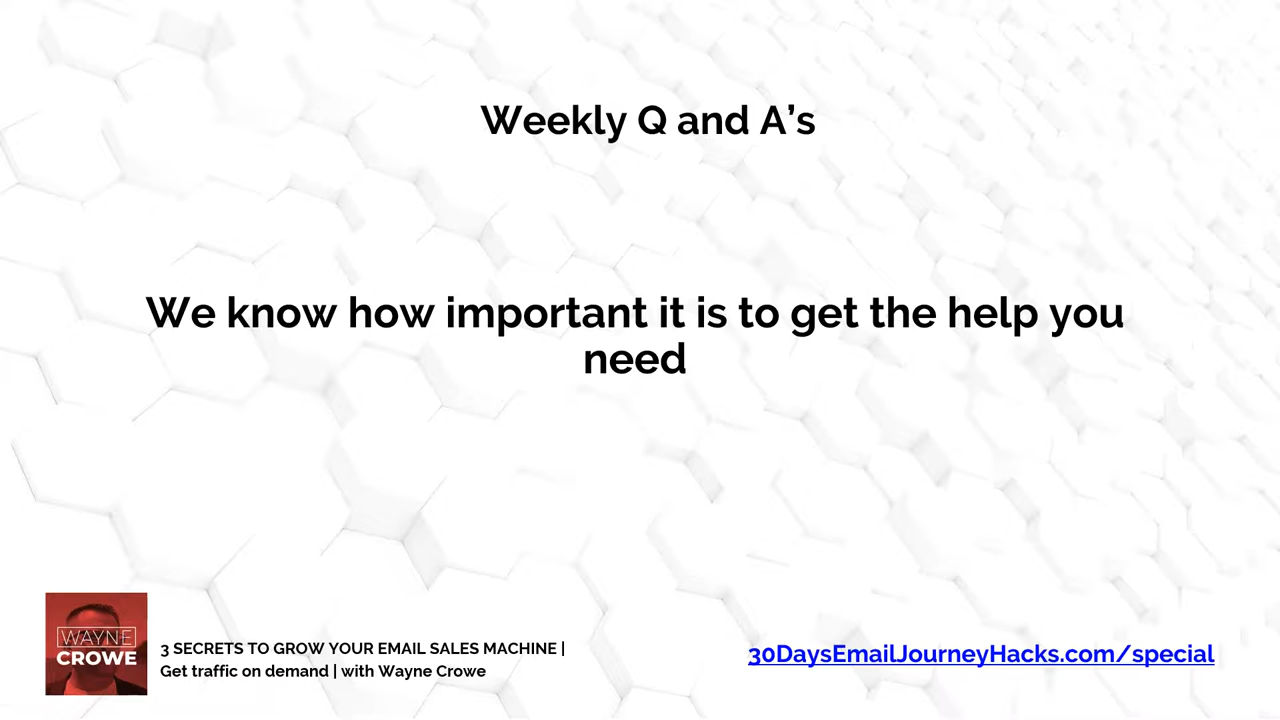 Weekly Q and A’s
We know how important it is to get the help you
need
WAYNE
CROWE
3 SECRETS TO GROW YOUR EMAIL SALES MACHINE |
Get traffic on demand | with Wayne Crowe
30DaysEmailJourneyHacks.com/special